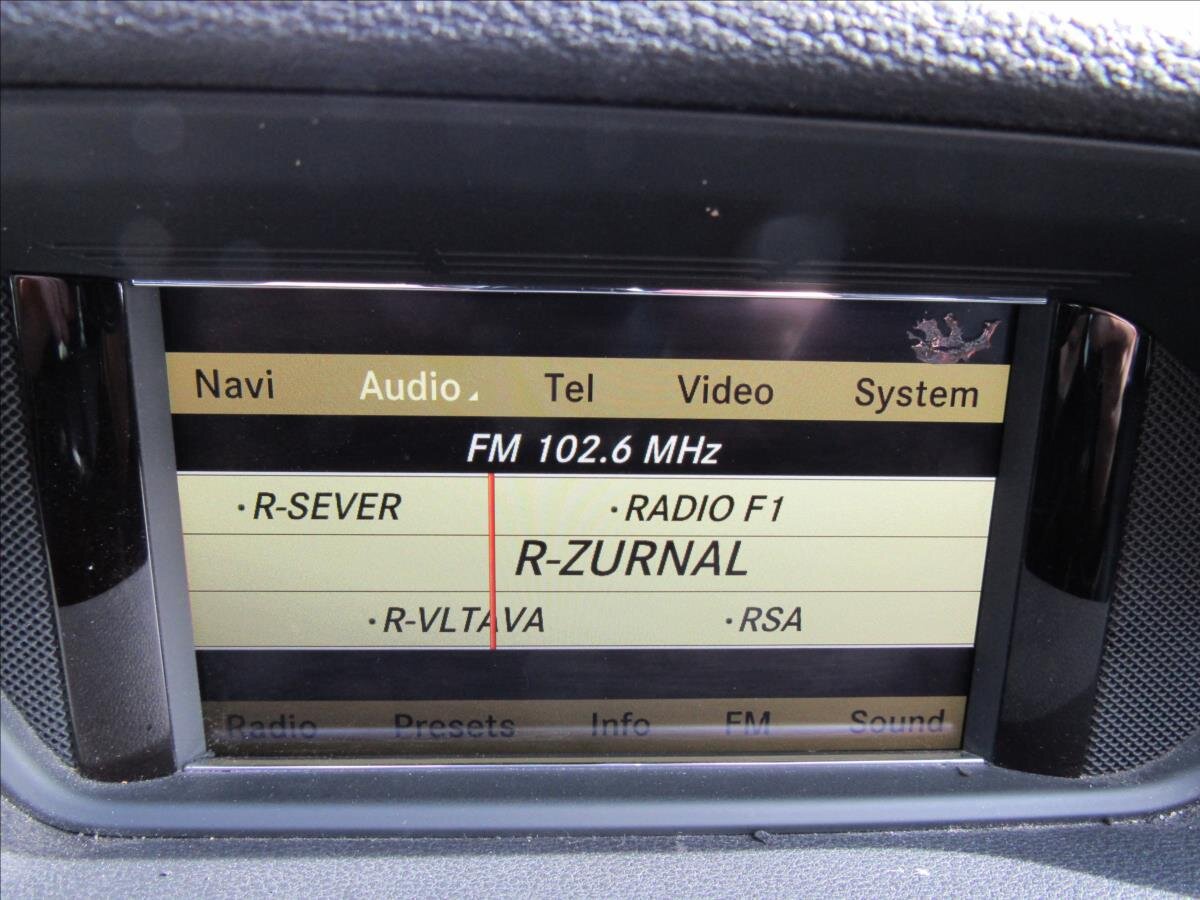 Navi Audio Tel Video System
FM 102.6 MHz
·R-SEVER ·RADIO F1
R-ZURNAL
·R-VLTAVA ·RSA
Radio Presets Info FM Sound